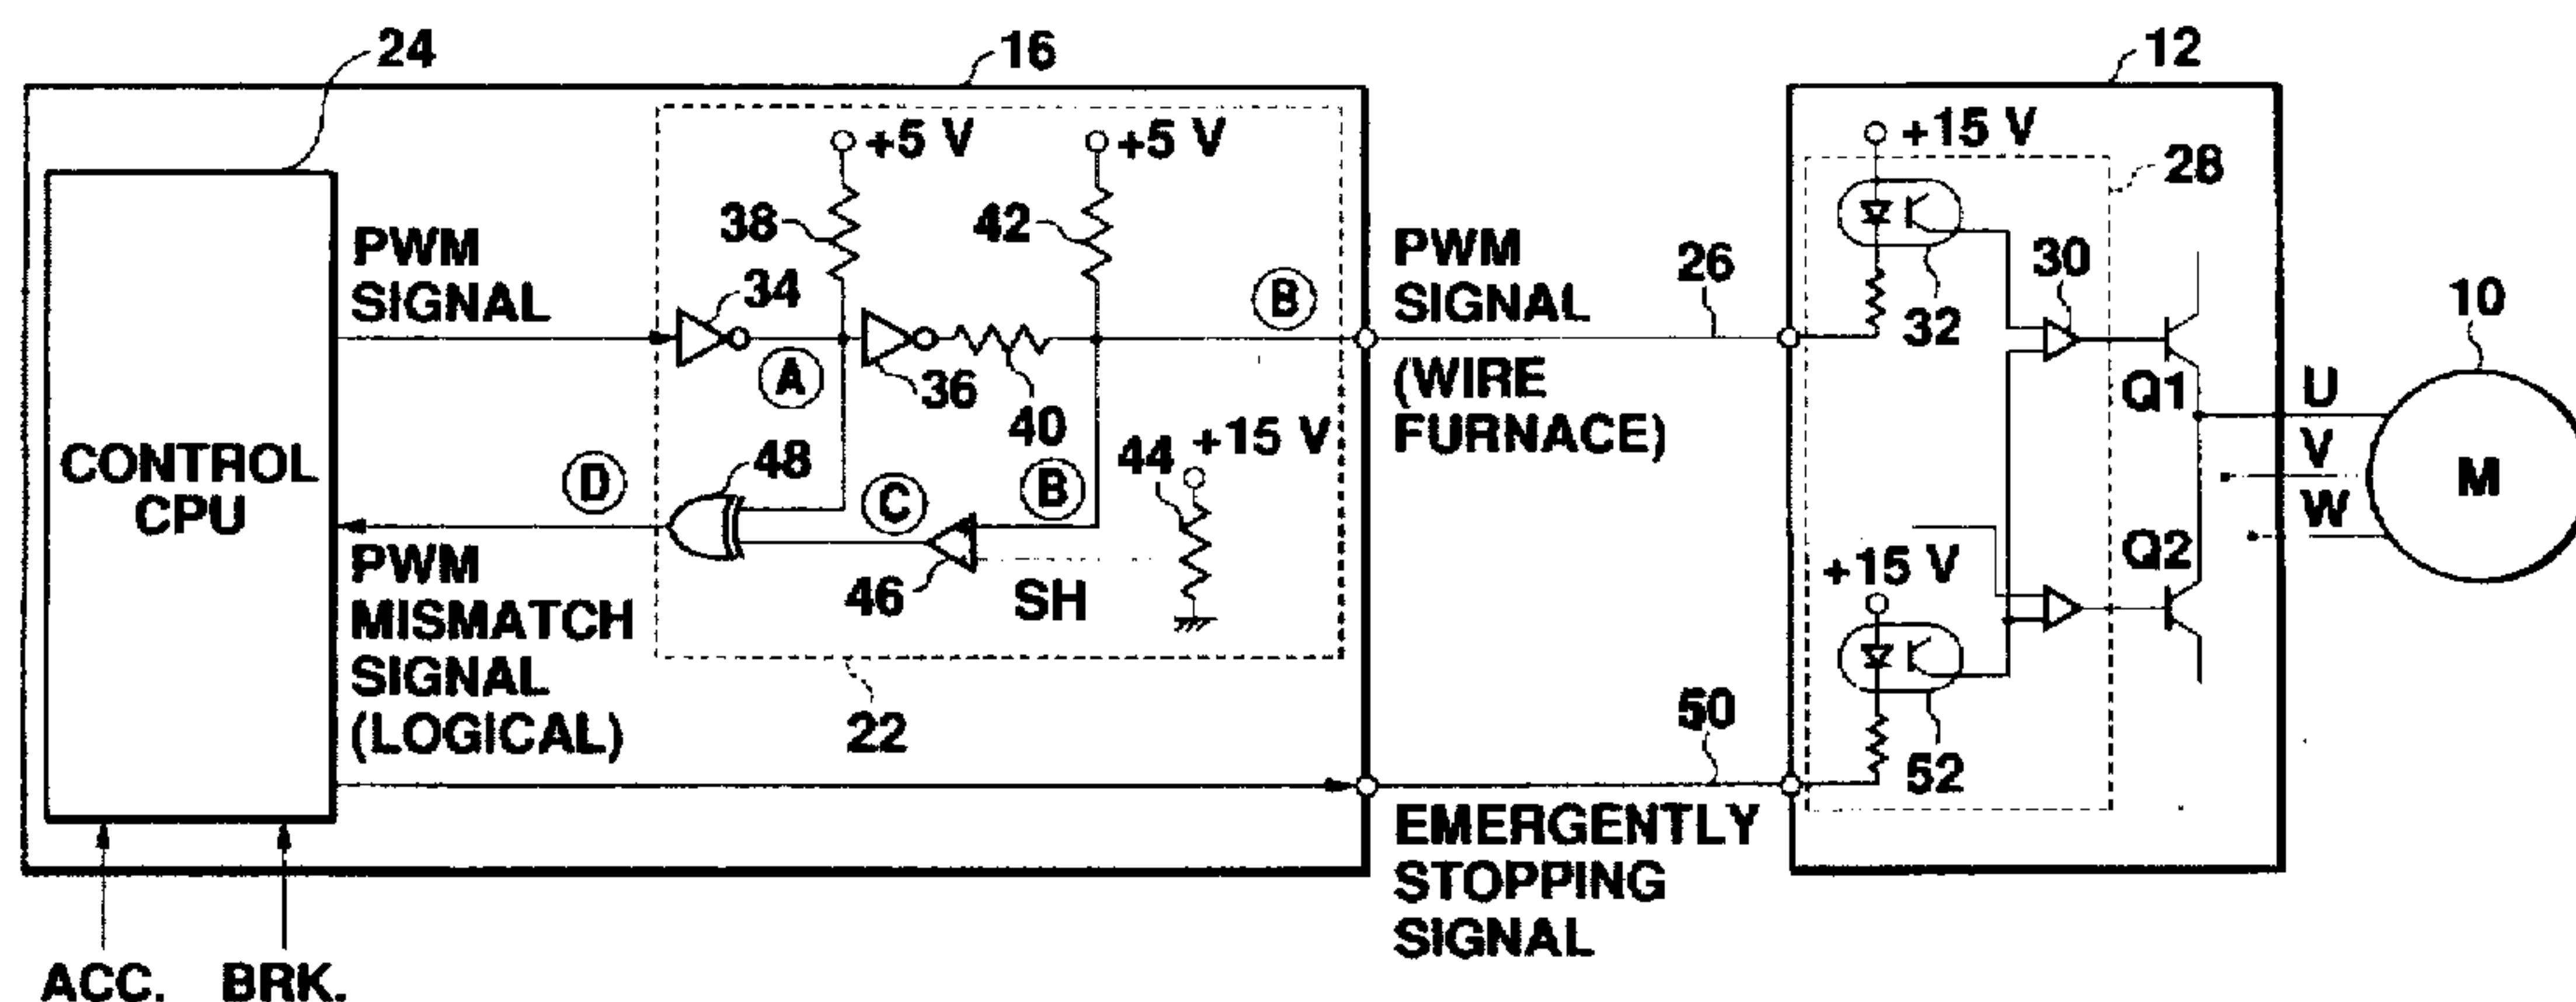 24
16
12
+5 V
+5 V
+15 V
28
38
42
PWM
SIGNAL
34
B
PWM
SIGNAL
26
30
10
32
A
36
40
(WIRE
FURNACE)
Q1
U
V
W
M
CONTROL
CPU
D
48
C
B
44
+15 V
46
SH
PWM
MISMATCH
SIGNAL
(LOGICAL)
22
+15 V
Q2
50
52
EMERGENTLY
STOPPING
SIGNAL
ACC.
BRK.